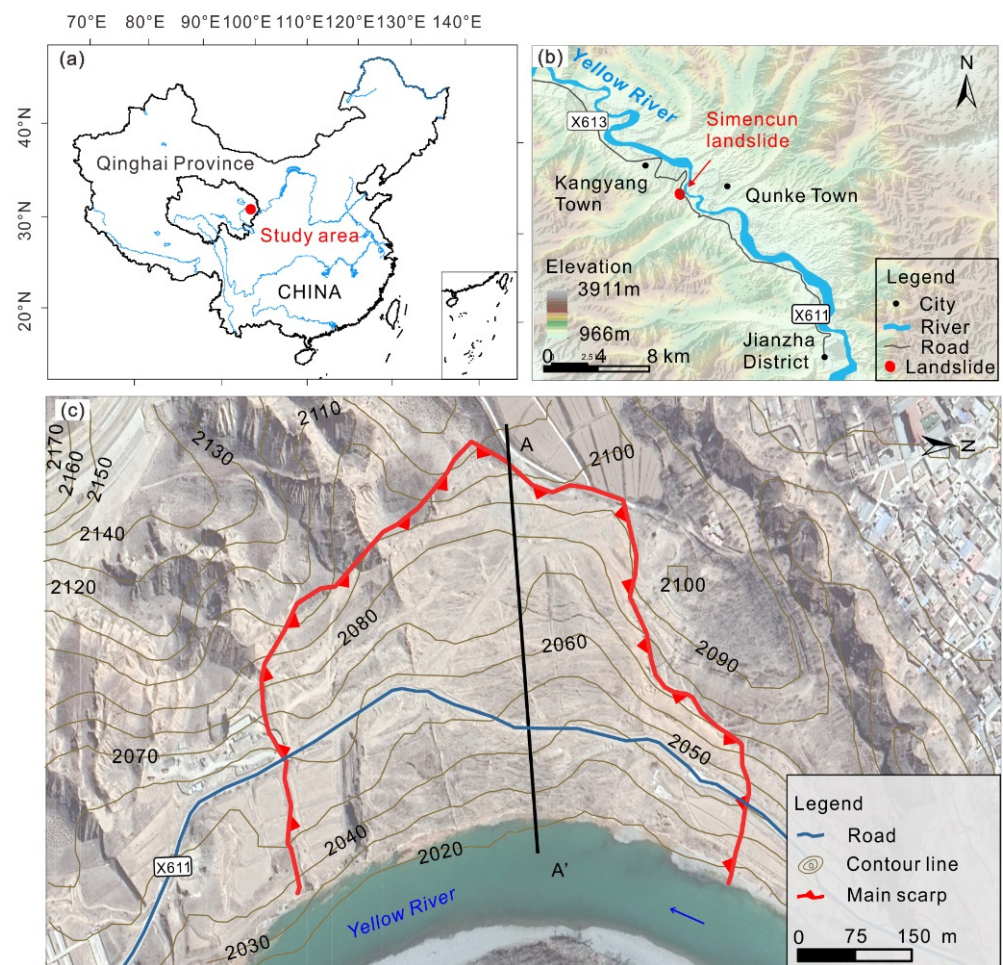 70°E 80°E 90°E 100°E 110°E 120°E 130°E 140°E
(a)
40°N
30°N
20°N
Qinghai Province
Study area
CHINA
(b)
N
Yellow River
X613
Simencun
landslide
Kangyang
Town
Qunke Town
Elevation
3911m
966m
0 2.5 4 8 km
X611
Jianzha
District
Legend
City
River
Road
Landslide
(c)
2170
2160
2150
2110
2130
2140
2120
A
2100
N
2100
2080
2060
2090
2070
2050
2040
2020
A'
X611
2030
Yellow River
Legend
Road
Contour line
Main scarp
0 75 150 m